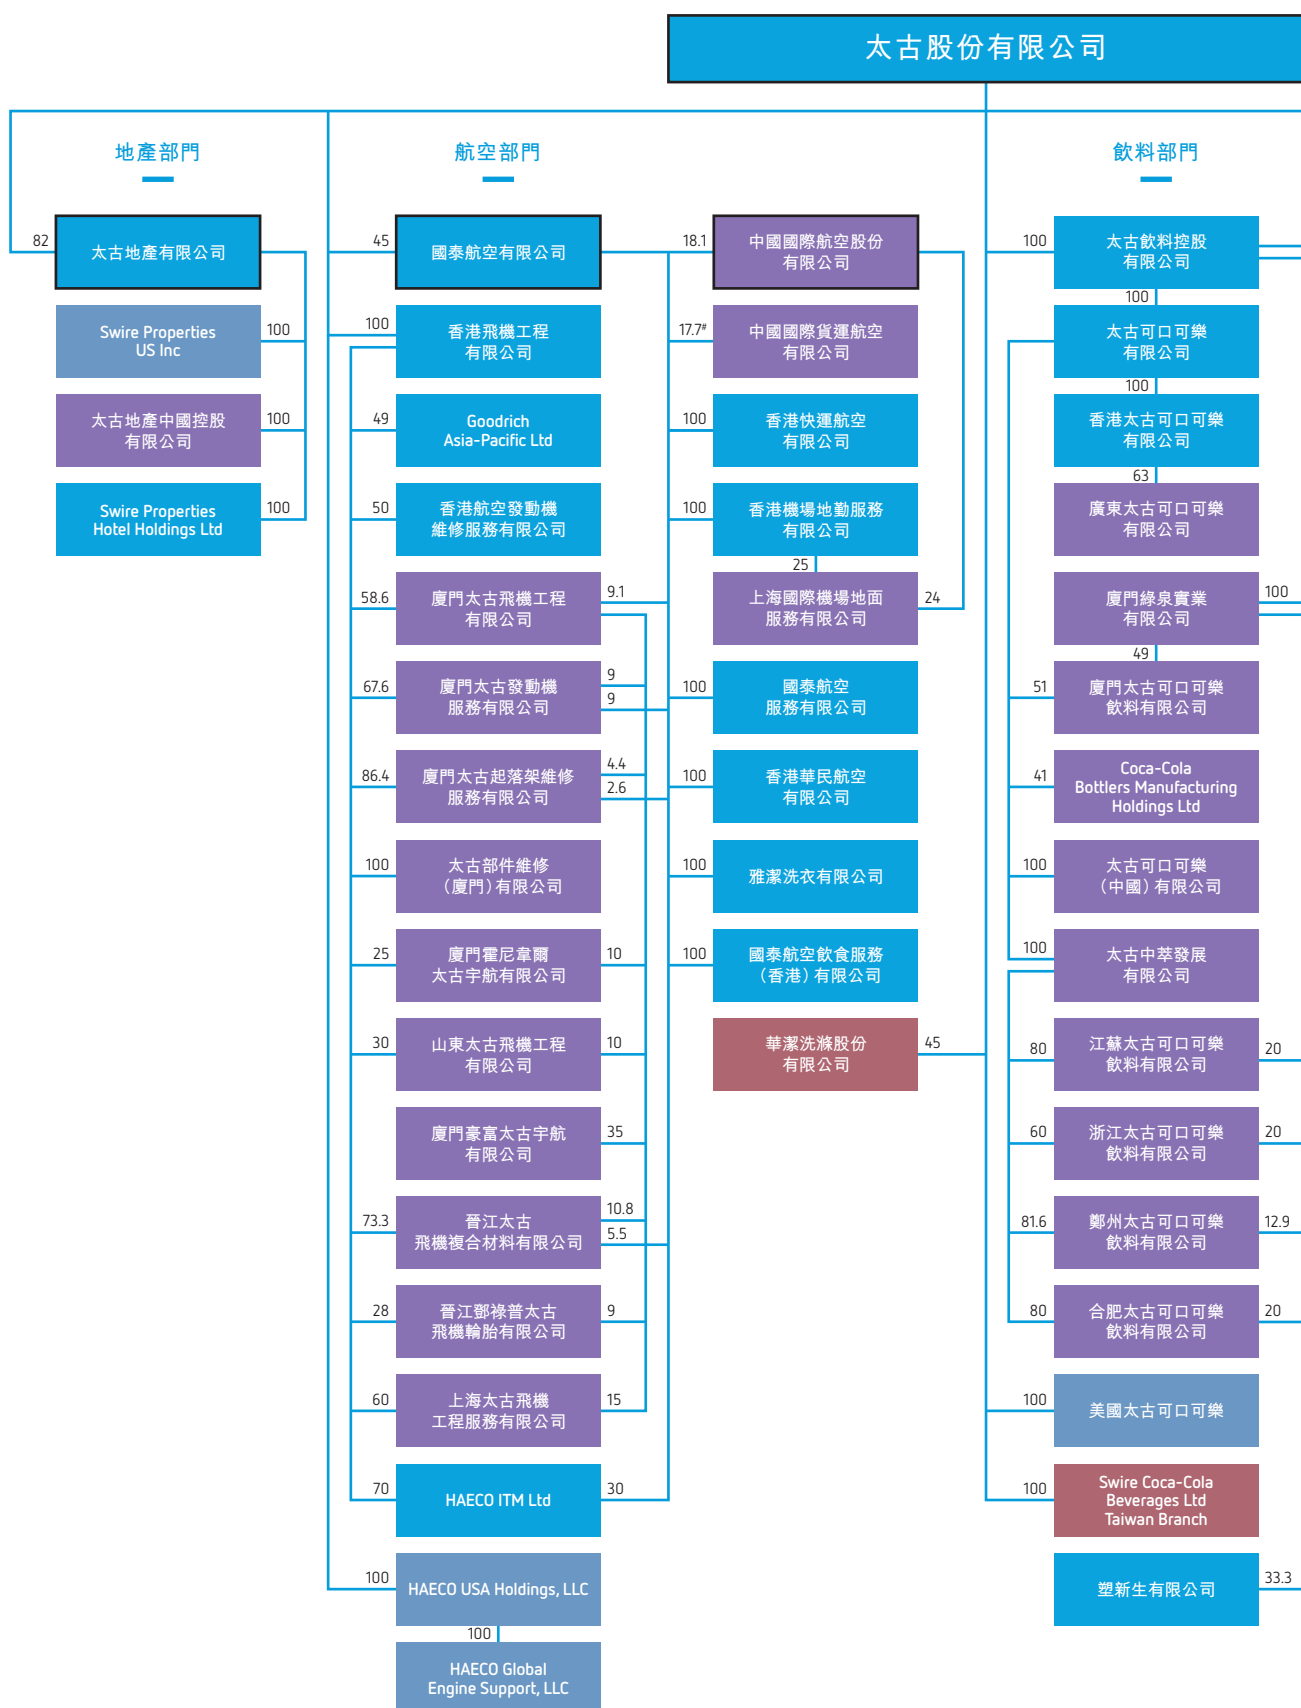 太古股份有限公司
地產部門
航空部門
飲料部門
82
太古地產有限公司
Swire Properties
US Inc
100
太古地產中國控股
有限公司
100
Swire Properties
Hotel Holdings Ltd
100
45
國泰航空有限公司
100
香港飛機工程
有限公司
49
Goodrich
Asia-Pacific Ltd
50
香港航空發動機
維修服務有限公司
58.6
廈門太古飛機工程
有限公司
9.1
67.6
廈門太古發動機
服務有限公司
9
9
86.4
廈門太古起落架維修
服務有限公司
4.4
2.6
100
太古部件維修
（廈門）有限公司
25
廈門霍尼韋爾
太古宇航有限公司
10
30
山東太古飛機工程
有限公司
10
廈門豪富太古宇航
有限公司
35
73.3
晉江太古
飛機複合材料有限公司
10.8
5.5
28
晉江鄧祿普太古
飛機輪胎有限公司
9
60
上海太古飛機
工程服務有限公司
15
70
HAECO ITM Ltd
30
100
HAECO USA Holdings, LLC
100
HAECO Global
Engine Support, LLC
18.1
中國國際航空股份
有限公司
17.7#
中國國際貨運航空
有限公司
100
香港快運航空
有限公司
100
香港機場地勤服務
有限公司
25
上海國際機場地面
服務有限公司
24
100
國泰航空
服務有限公司
100
香港華民航空
有限公司
100
雅潔洗衣有限公司
100
國泰航空飲食服務
（香港）有限公司
華潔洗滌股份
有限公司
45
100
太古飲料控股
有限公司
100
太古可口可樂
有限公司
100
香港太古可口可樂
有限公司
63
廣東太古可口可樂
有限公司
廈門綠泉實業
有限公司
100
49
51
廈門太古可口可樂
飲料有限公司
41
Coca-Cola
Bottlers Manufacturing
Holdings Ltd
100
太古可口可樂
（中國）有限公司
100
太古中萃發展
有限公司
80
江蘇太古可口可樂
飲料有限公司
20
60
浙江太古可口可樂
飲料有限公司
20
81.6
鄭州太古可口可樂
飲料有限公司
12.9
80
合肥太古可口可樂
飲料有限公司
20
100
美國太古可口可樂
100
Swire Coca-Cola
Beverages Ltd
Taiwan Branch
塑新生有限公司
33.3